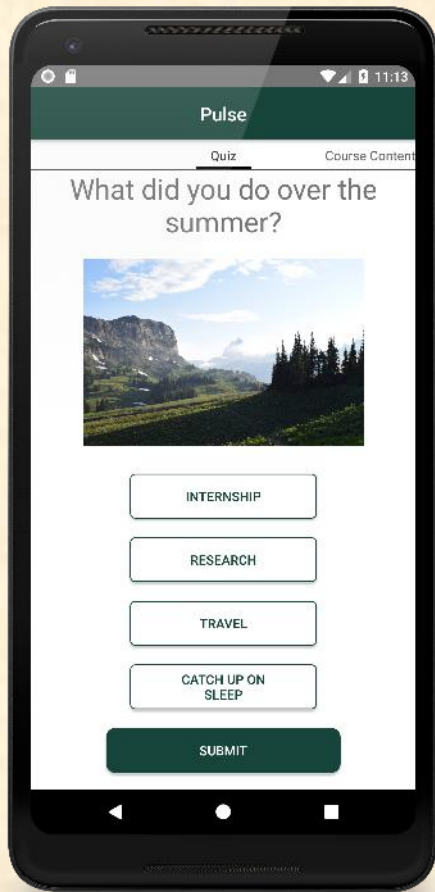 11:13
Pulse
Quiz Course Content
What did you do over the
summer?
INTERNSHIP
RESEARCH
TRAVEL
CATCH UP ON
SLEEP
SUBMIT